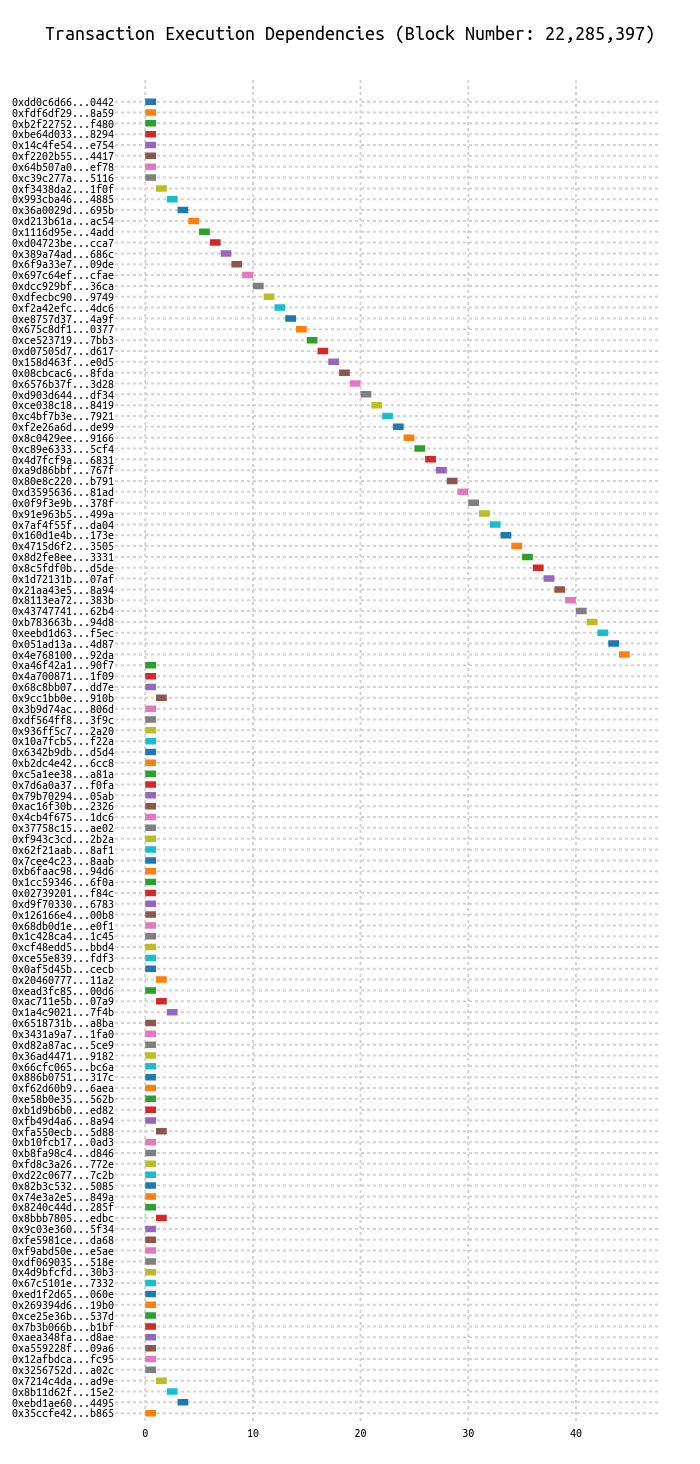 Transaction Execution Dependencies (Block Number: 22,285,397)
0xdd0c6d66...0442
0xfdf6df29...8a59
0xb2f22752...f480
0xbe64d033...8294
0x14c4fe54...e754
0xf2202b55...4417
0x64b507a0...ef78
0xc39c277a...5116
0xf3438da2...1f0f
0x993cba46...4885
0x36a0029d...695b
0xd213b61a...ac54
0x1116d95e...4add
0xd04723be...cca7
0x389a74ad...686c
0x6f9a33e7...09de
0x697c64ef...cfae
0xdcc929bf...36ca
0xdfecbc90...9749
0xf2a42efc...4dc6
0xe8757d37...4a9f
0x675c8df1...0377
0xce523719...7bb3
0xd07505d7...d617
0x158d463f...e0d5
0x08cbcac6...8fda
0x6576b37f...3d28
0xd903d644...df34
0xce038c18...8419
0xc4bf7b3e...7921
0xf2e26a6d...de99
0x8c0429ee...9166
0xc89e6333...5cf4
0x4d7fcf9a...6831
0xa9d86bbf...767f
0x80e8c220...b791
0xd3595636...81ad
0x0f9f3e9b...378f
0x91e963b5...499a
0x7af4f55f...da04
0x160d1e4b...173e
0x4715d6f2...3505
0x8d2fe8ee...3331
0x8c5fdf0b...d5de
0x1d72131b...07af
0x21aa43e5...8a94
0x8113ea72...383b
0x43747741...62b4
0xb783663b...94d8
0xeebd1d63...f5ec
0x051ad13a...4d87
0x4e768100...92da
0xa46f42a1...90f7
0x4a700871...1f09
0x68c8bb07...dd7e
0x9cc1bb0e...910b
0x3b9d74ac...806d
0xdf564ff8...3f9c
0x936ff5c7...2a20
0x10a7fcb5...f22a
0x6342b9db...d5d4
0xb2dc4e42...6cc8
0xc5a1ee38...a81a
0x7d6a0a37...f0fa
0x79b70294...05ab
0xac16f30b...2326
0x4cb4f675...1dc6
0x37758c15...ae02
0xf943c3cd...2b2a
0x62f21aab...8af1
0x7cee4c23...8aab
0xb6faac98...94d6
0x1cc59346...6f0a
0x02739201...f84c
0xd9f70330...6783
0x126166e4...00b8
0x68db0d1e...e0f1
0x1c428ca4...1c45
0xcf48edd5...bbd4
0xce55e839...fdf3
0x0af5d45b...cecb
0x20460777...11a2
0xead3fc85...00d6
0xac711e5b...07a9
0x1a4c9021...7f4b
0x6518731b...a8ba
0x3431a9a7...1fa0
0xd82a87ac...5ce9
0x36ad4471...9182
0x66cfc065...bc6a
0x886b0751...317c
0xf62d60b9...6aea
0xe58b0e35...562b
0xb1d9b6b0...ed82
0xfb49d4a6...8a94
0xfa550ecb...5d88
0xb10fcb17...0ad3
0xb8fa98c4...d846
0xfd8c3a26...772e
0xd22c0677...7c2b
0x82b3c532...5085
0x74e3a2e5...849a
0x8240c44d...285f
0x8bbb7805...edbc
0x9c03e360...5f34
0xfe5981ce...da68
0xf9abd50e...e5ae
0xdf069035...518e
0x4d9bfcfd...30b3
0x67c5101e...7332
0xed1f2d65...060e
0x269394d6...19b0
0xce25e36b...537d
0x7b3b066b...b1bf
0xaea348fa...d8ae
0xa559228f...09a6
0x12afbdca...fc95
0x3256752d...a02c
0x7214c4da...ad9e
0x8b11d62f...15e2
0xebd1ae60...4495
0x35ccfe42...b865
0 10 20 30 40